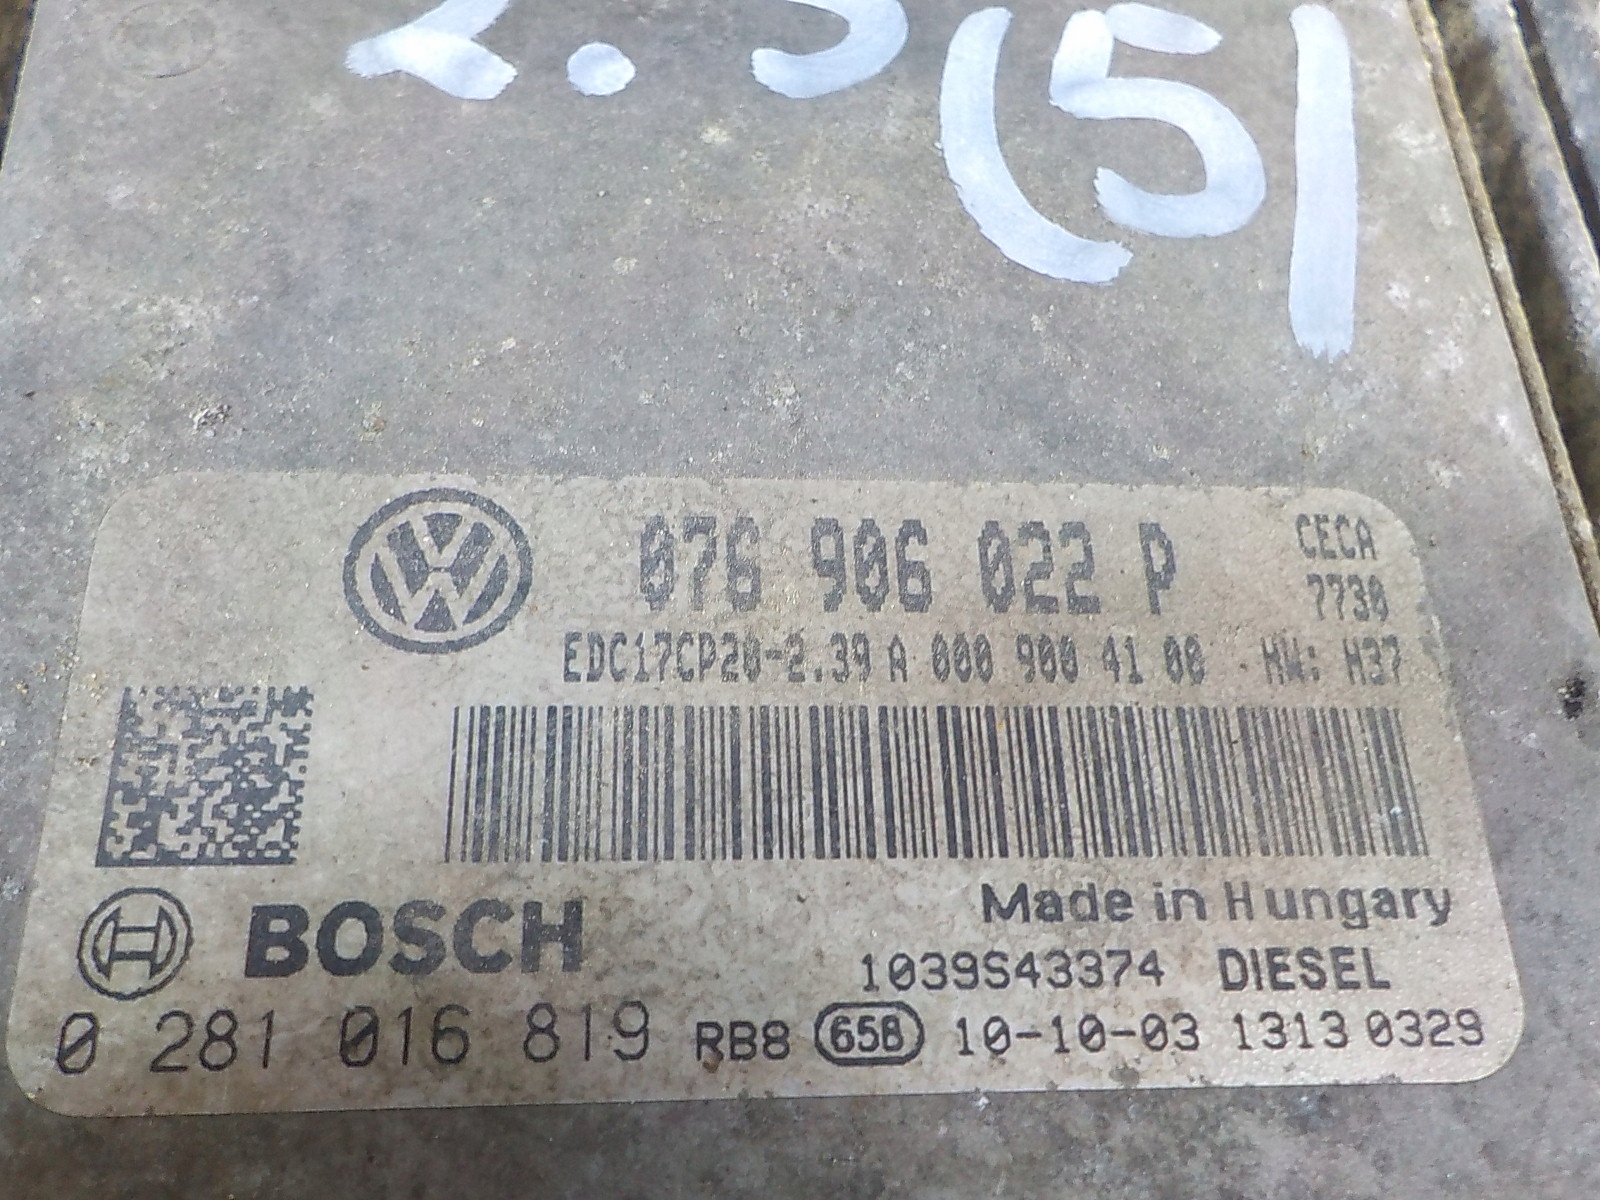 2.5 (5)
076 906 022 P
CECA
7730
EDC17CP20-2.39 A 000 900 41 00 HW: H37
BOSCH
Made in Hungary
1039S43374 DIESEL
0 281 016 819 RB8 658 10-10-03 1313 0329